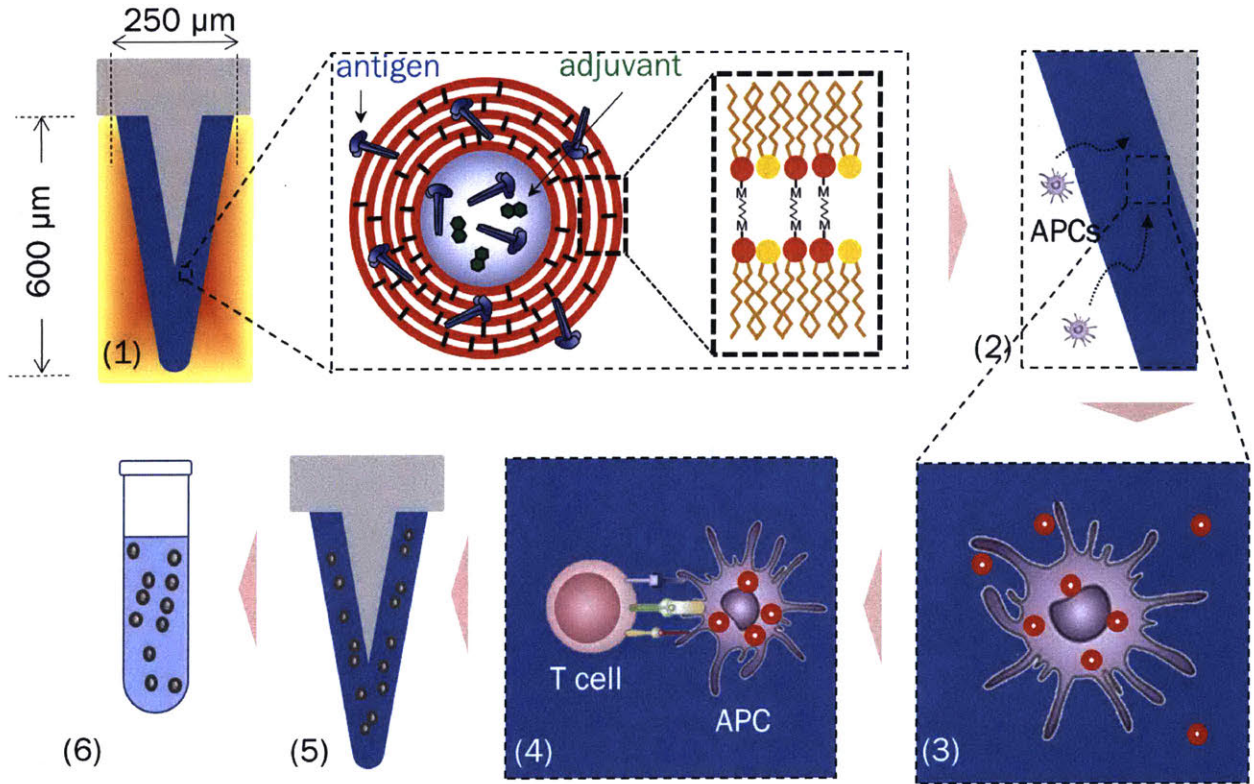 250 µm
600 µm
(1)
antigen
adjuvant
M
M
M
M
M
M
APCs
(2)
(3)
T cell
APC
(4)
(5)
(6)